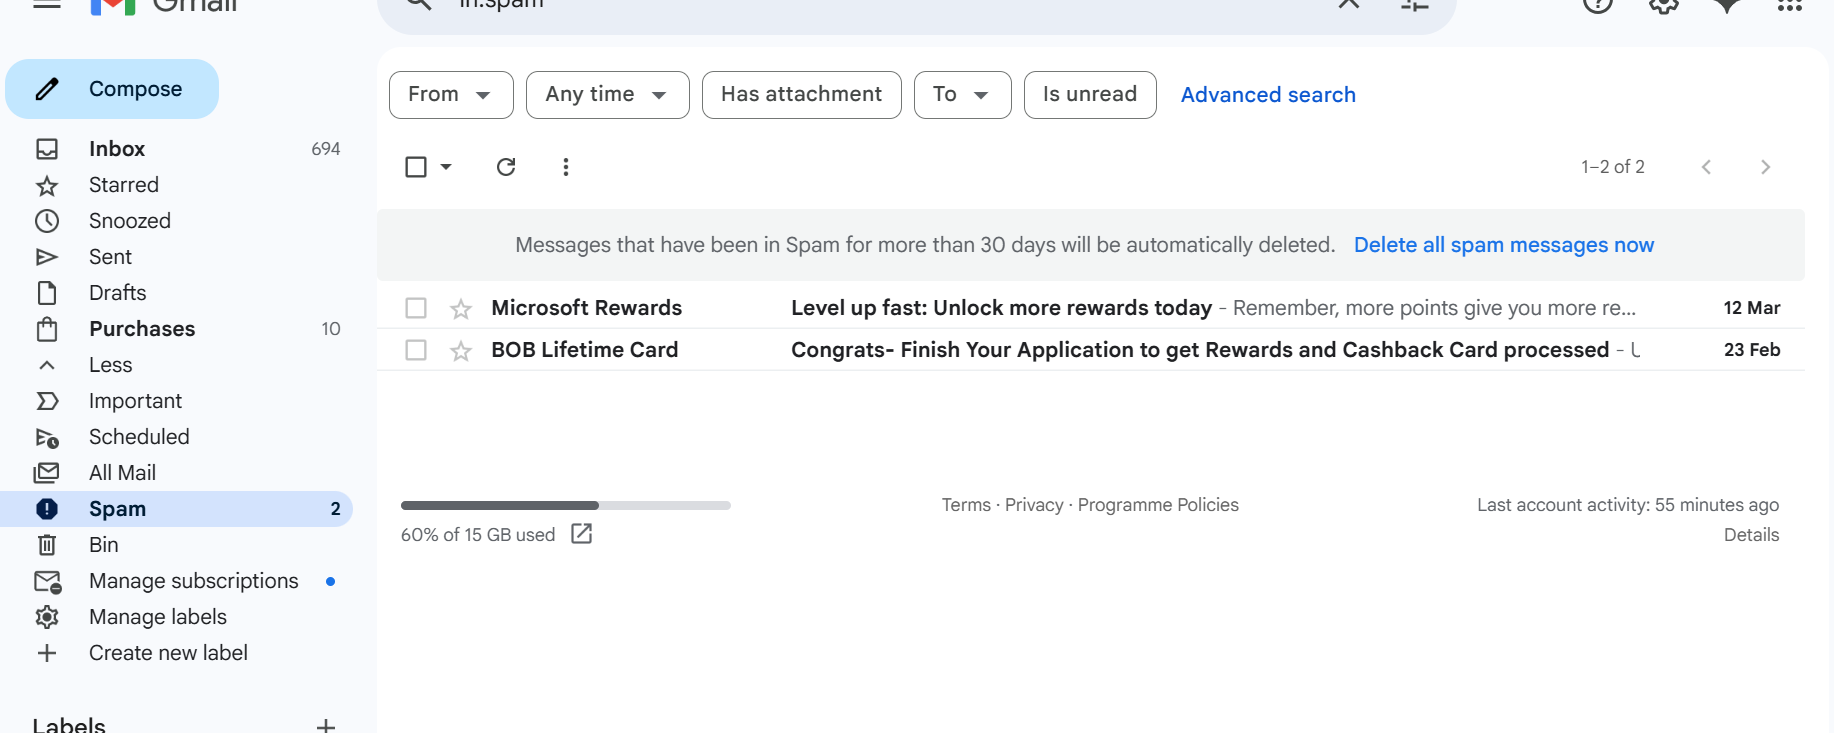 Gmail
in:spam
Compose
From
Any time
Has attachment
To
Is unread
Advanced search
Inbox 694
Starred
Snoozed
Sent
Drafts
Purchases 10
Less
Important
Scheduled
All Mail
Spam 2
Bin
Manage subscriptions
Manage labels
Create new label
Labels
1–2 of 2
Messages that have been in Spam for more than 30 days will be automatically deleted. Delete all spam messages now
Microsoft Rewards Level up fast: Unlock more rewards today - Remember, more points give you more re... 12 Mar
BOB Lifetime Card Congrats- Finish Your Application to get Rewards and Cashback Card processed - 23 Feb
60% of 15 GB used
Terms · Privacy · Programme Policies
Last account activity: 55 minutes ago
Details